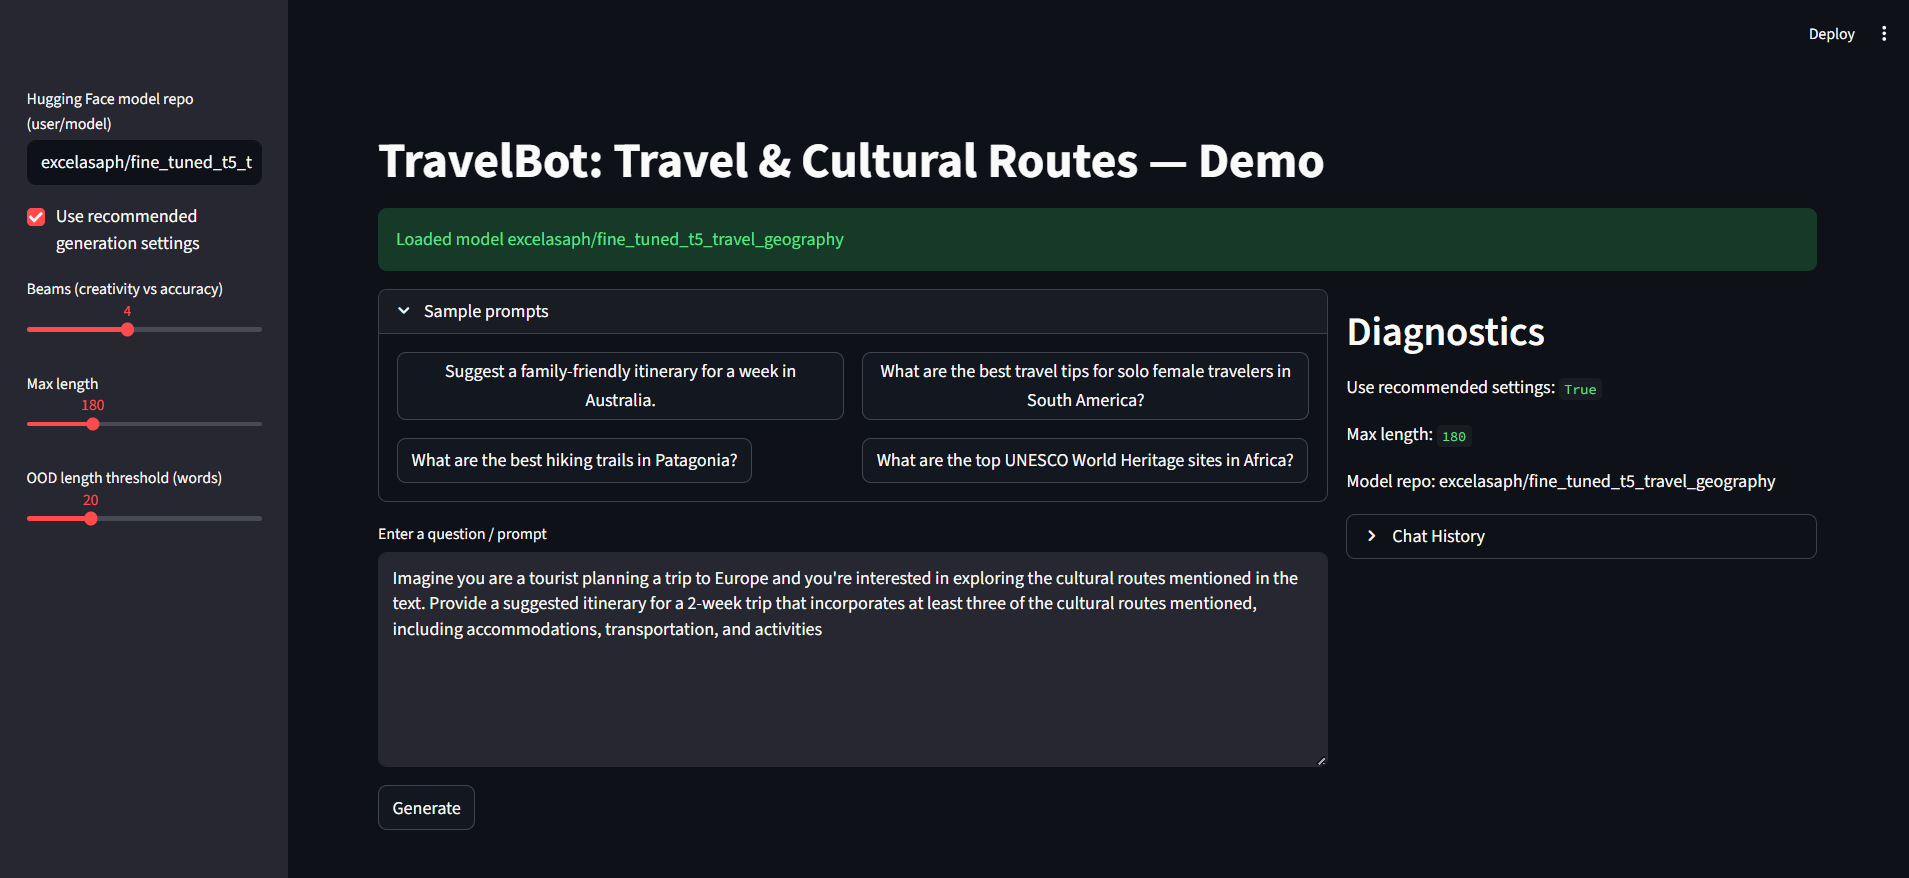 Deploy
Hugging Face model repo
(user/model)
excelasaph/fine_tuned_t5_t
Use recommended
generation settings
Beams (creativity vs accuracy)
4
Max length
180
OOD length threshold (words)
20
TravelBot: Travel & Cultural Routes — Demo
Loaded model excelasaph/fine_tuned_t5_travel_geography
Sample prompts
Suggest a family-friendly itinerary for a week in
Australia.
What are the best travel tips for solo female travelers in
South America?
What are the best hiking trails in Patagonia?
What are the top UNESCO World Heritage sites in Africa?
Enter a question / prompt
Imagine you are a tourist planning a trip to Europe and you're interested in exploring the cultural routes mentioned in the
text. Provide a suggested itinerary for a 2-week trip that incorporates at least three of the cultural routes mentioned,
including accommodations, transportation, and activities
Generate
Diagnostics
Use recommended settings: True
Max length: 180
Model repo: excelasaph/fine_tuned_t5_travel_geography
Chat History